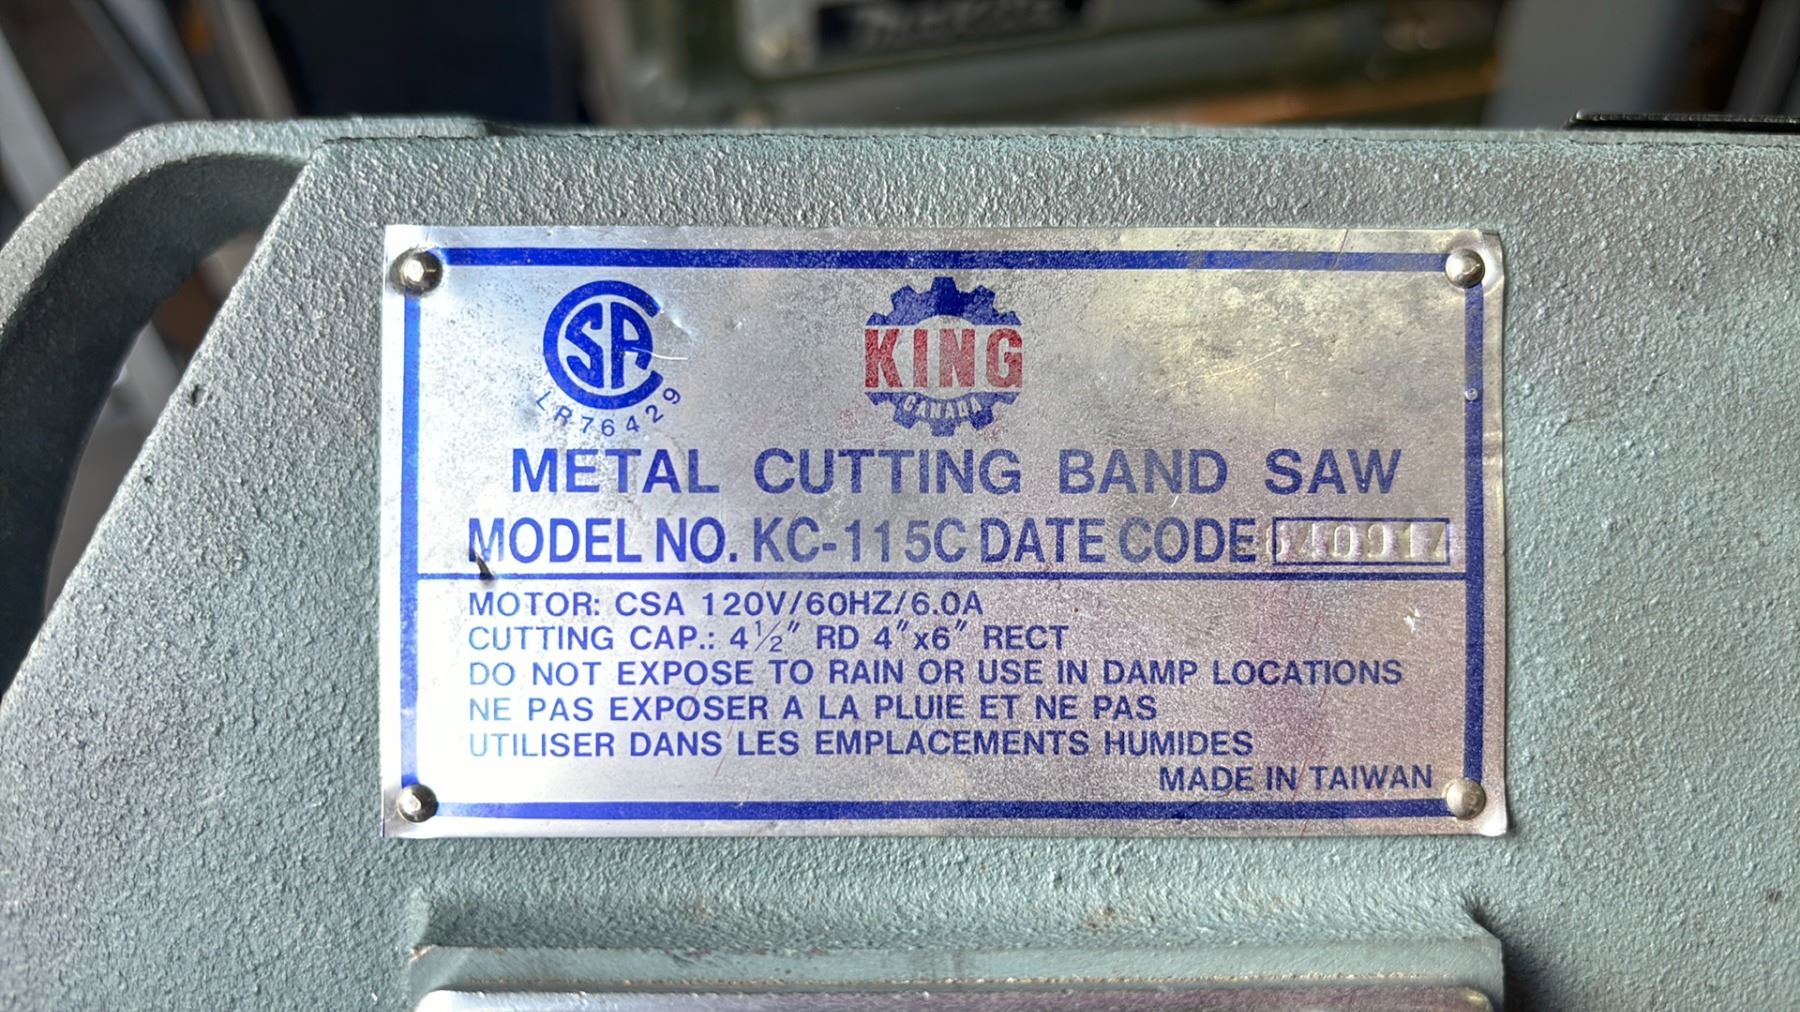 CSA
LR76429
KING
CANADA
METAL CUTTING BAND SAW
MODEL NO. KC-115C DATE CODE
MOTOR: CSA 120V/60HZ/6.0A
CUTTING CAP.: 4½″ RD 4″x6″ RECT
DO NOT EXPOSE TO RAIN OR USE IN DAMP LOCATIONS
NE PAS EXPOSER A LA PLUIE ET NE PAS
UTILISER DANS LES EMPLACEMENTS HUMIDES
MADE IN TAIWAN